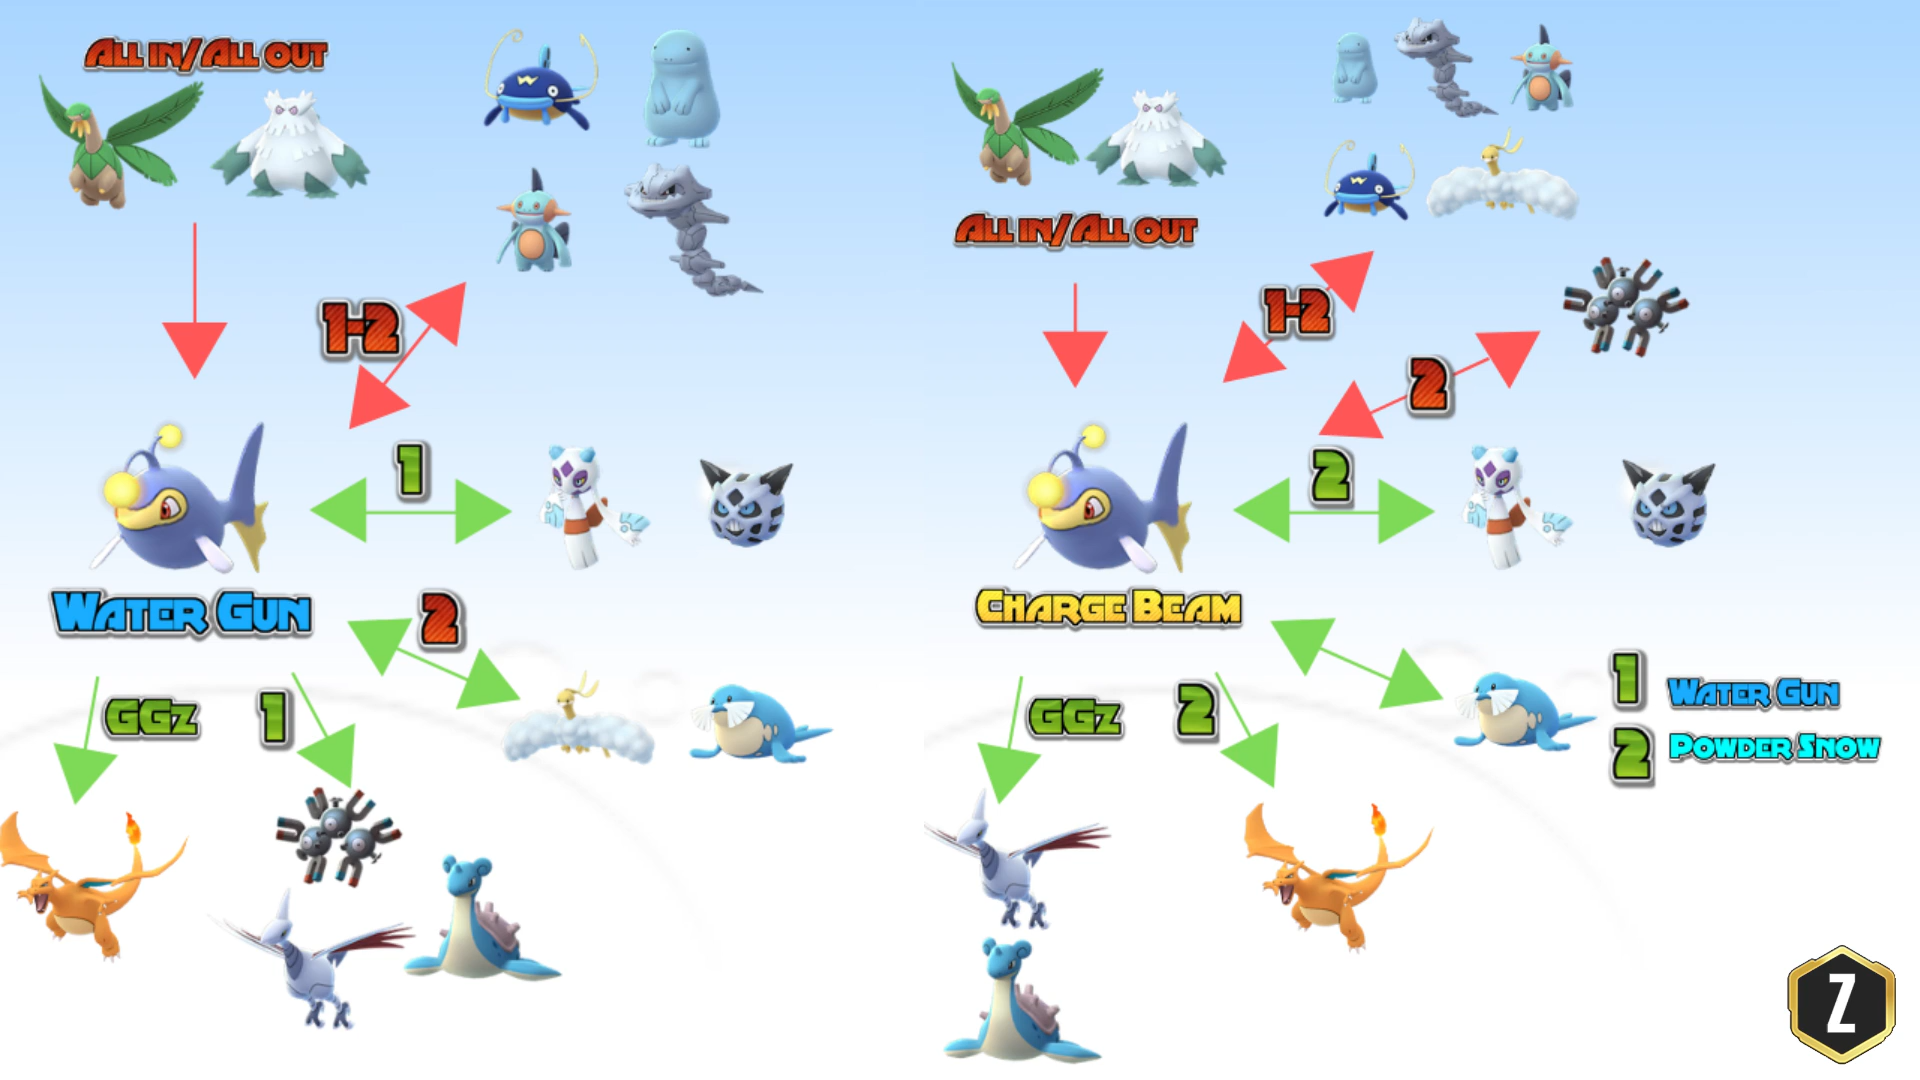 ALL IN/ALL OUT
W
1-2
1
WATER GUN
2
GGZ
1
ALL IN/ALL OUT
W
1-2
2
2
CHARGE BEAM
GGZ
2
1 WATER GUN
2 POWDER SNOW
Z